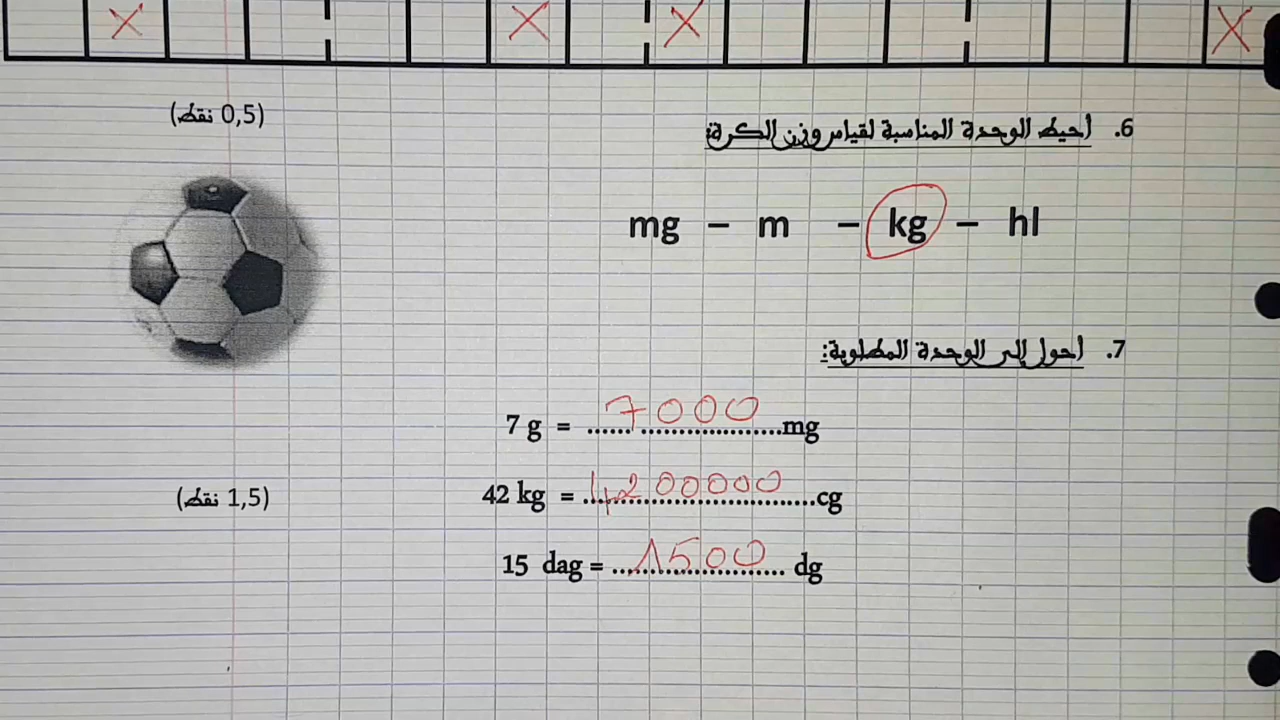 X X X X
6. أحيط الوحدة المناسبة لقياس وزن الكرة: (0,5 نقط)
mg – m – kg – hl
7. أحول إلى الوحدة المطلوبة:
7 g = ...7000...mg
42 kg = ...4200000...cg (1,5 نقط)
15 dag = ...1500... dg